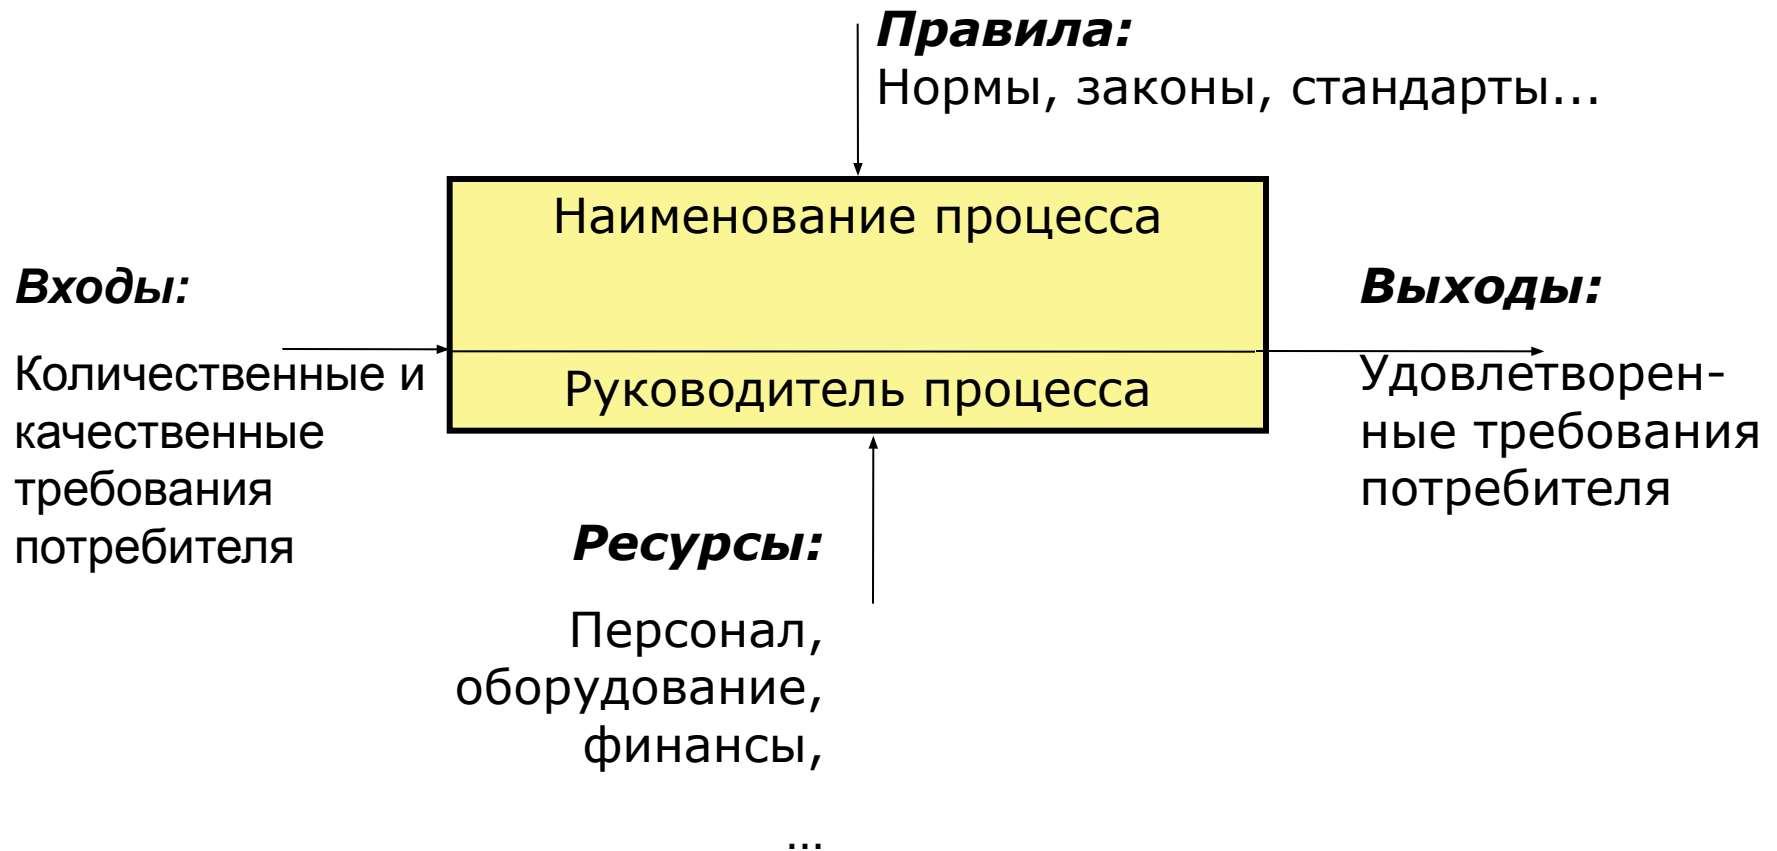 Правила:
Нормы, законы, стандарты...
Наименование процесса
Руководитель процесса
Входы:
Количественные и
качественные
требования
потребителя
Выходы:
Удовлетворен-
ные требования
потребителя
Ресурсы:
Персонал,
оборудование,
финансы,
...